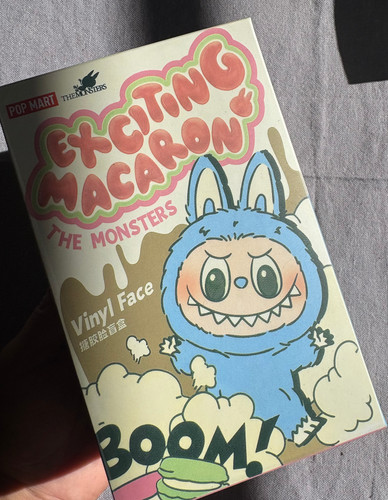 POP MART
THE MONSTERS
EXCITING
MACARON
THE MONSTERS
Vinyl Face
搪胶脸盲盒
BOOM!